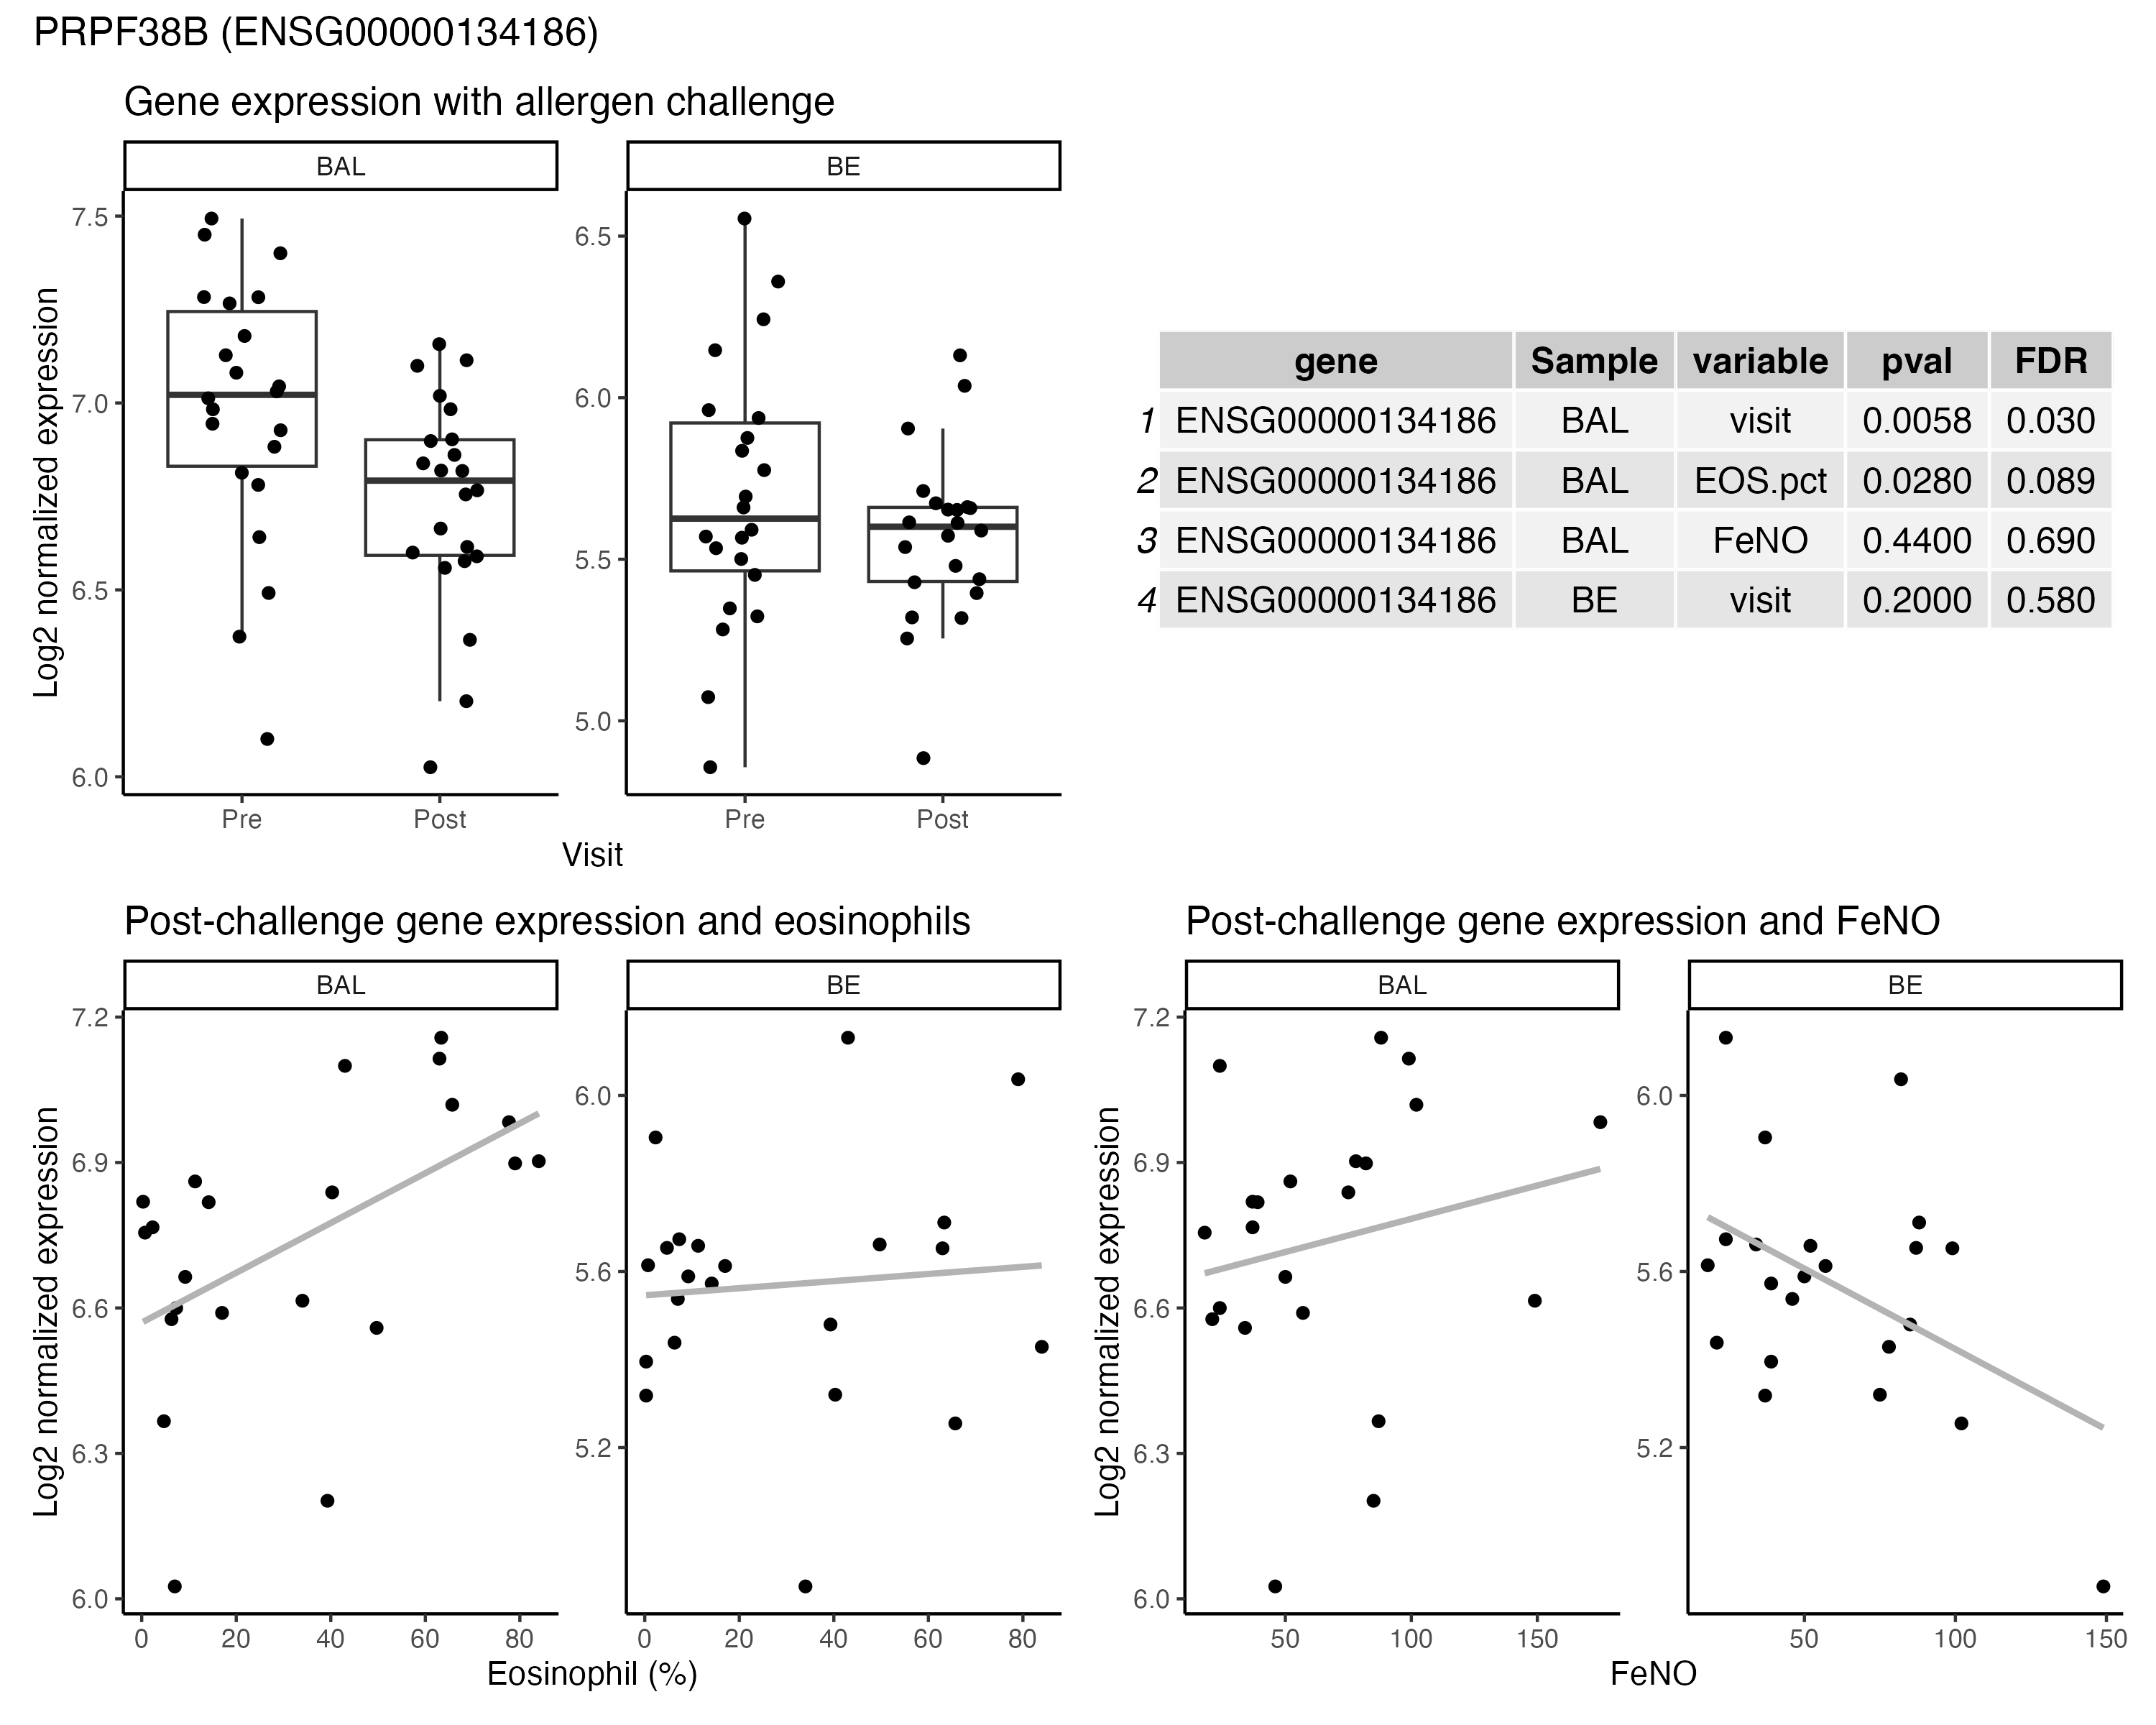 PRPF38B (ENSG00000134186)
Gene expression with allergen challenge
BAL
BE
Log2 normalized expression
7.5
7.0
6.5
6.0
6.5
6.0
5.5
5.0
Pre
Post
Pre
Post
Visit
gene Sample variable pval FDR
1 ENSG00000134186 BAL visit 0.0058 0.030
2 ENSG00000134186 BAL EOS.pct 0.0280 0.089
3 ENSG00000134186 BAL FeNO 0.4400 0.690
4 ENSG00000134186 BE visit 0.2000 0.580
Post-challenge gene expression and eosinophils
BAL
BE
Log2 normalized expression
7.2
6.9
6.6
6.3
6.0
6.0
5.6
5.2
0 20 40 60 80
0 20 40 60 80
Eosinophil (%)
Post-challenge gene expression and FeNO
BAL
BE
Log2 normalized expression
7.2
6.9
6.6
6.3
6.0
6.0
5.6
5.2
50 100 150
50 100 150
FeNO